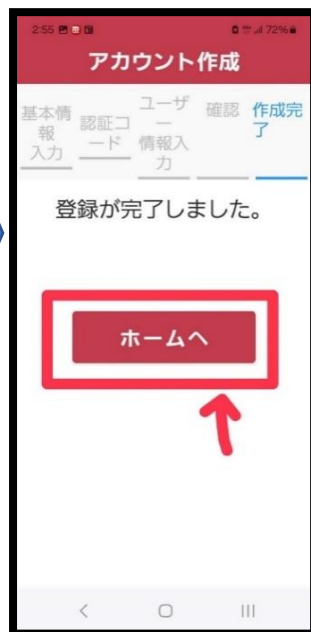 2:55
72%
アカウント作成
基本情
報
入力
認証コ
ード
ユーザ
ー
情報入
力
確認
作成完
了
登録が完了しました。
ホームへ